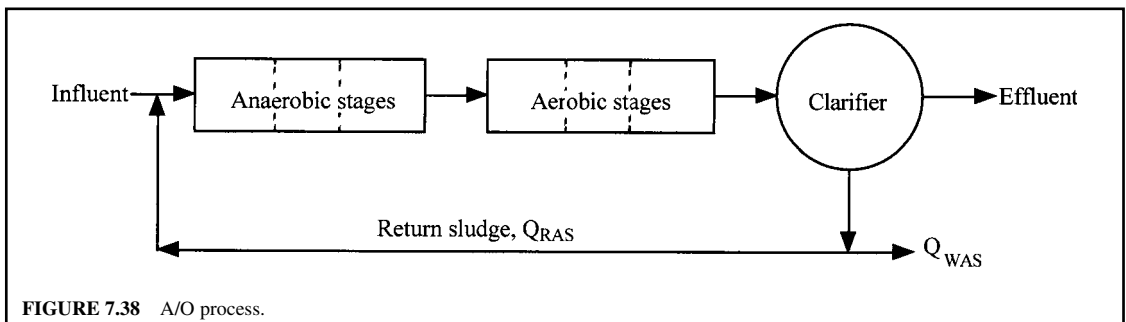 Influent
Anaerobic stages
Aerobic stages
Clarifier
Effluent
Return sludge, QRAS
QWAS
FIGURE 7.38 A/O process.